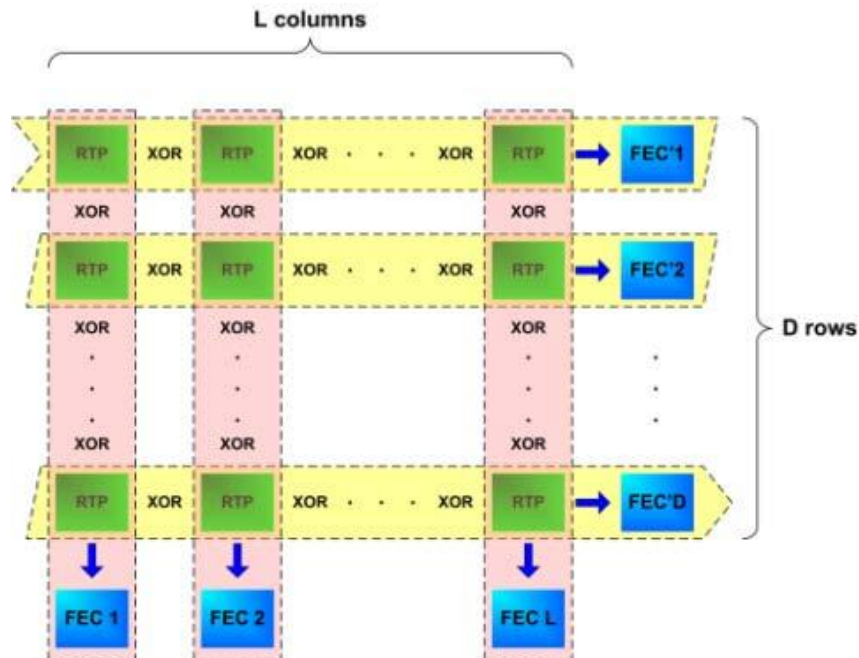 L columns
RTP XOR RTP XOR . . . XOR RTP FEC'1
XOR XOR XOR
RTP XOR RTP XOR . . . XOR RTP FEC'2
XOR XOR XOR
D rows
. . . .
. . . .
. . . .
XOR XOR XOR
RTP XOR RTP XOR . . . XOR RTP FEC'D
FEC 1 FEC 2 FEC L